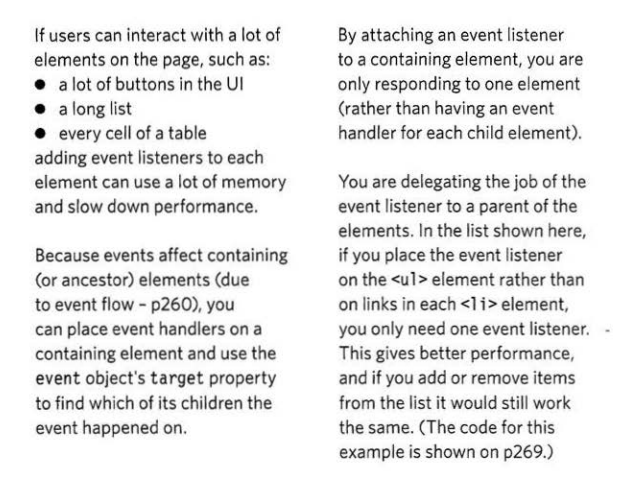 If users can interact with a lot of
elements on the page, such as:
● a lot of buttons in the UI
● a long list
● every cell of a table
adding event listeners to each
element can use a lot of memory
and slow down performance.
Because events affect containing
(or ancestor) elements (due
to event flow – p260), you
can place event handlers on a
containing element and use the
event object's target property
to find which of its children the
event happened on.
By attaching an event listener
to a containing element, you are
only responding to one element
(rather than having an event
handler for each child element).
You are delegating the job of the
event listener to a parent of the
elements. In the list shown here,
if you place the event listener
on the <ul> element rather than
on links in each <li> element,
you only need one event listener.
This gives better performance,
and if you add or remove items
from the list it would still work
the same. (The code for this
example is shown on p269.)